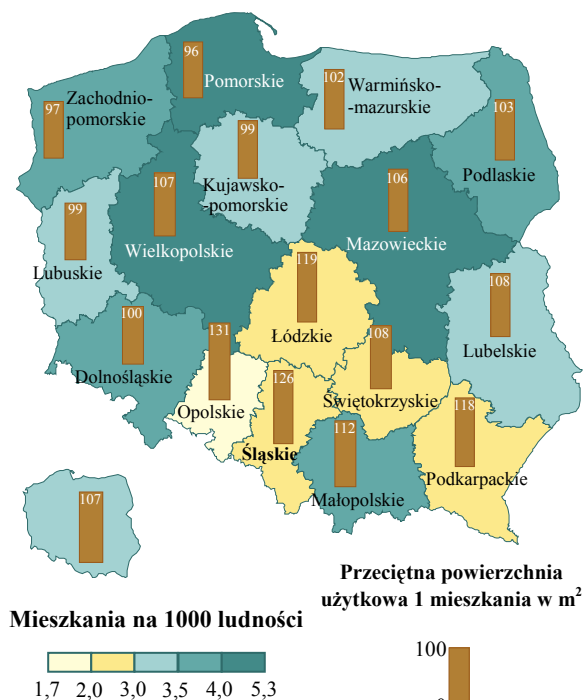 96
Pomorskie
102
Warmińsko-
-mazurskie
Zachodnio-
pomorskie
97
103
Podlaskie
99
Kujawsko-
-pomorskie
107
Wielkopolskie
106
Mazowieckie
99
Lubuskie
119
Łódzkie
108
Lubelskie
100
Dolnośląskie
131
Opolskie
108
Świętokrzyskie
126
Śląskie
118
Podkarpackie
112
Małopolskie
107
Przeciętna powierzchnia
użytkowa 1 mieszkania w m²
Mieszkania na 1000 ludności
1,7 2,0 3,0 3,5 4,0 5,3
100